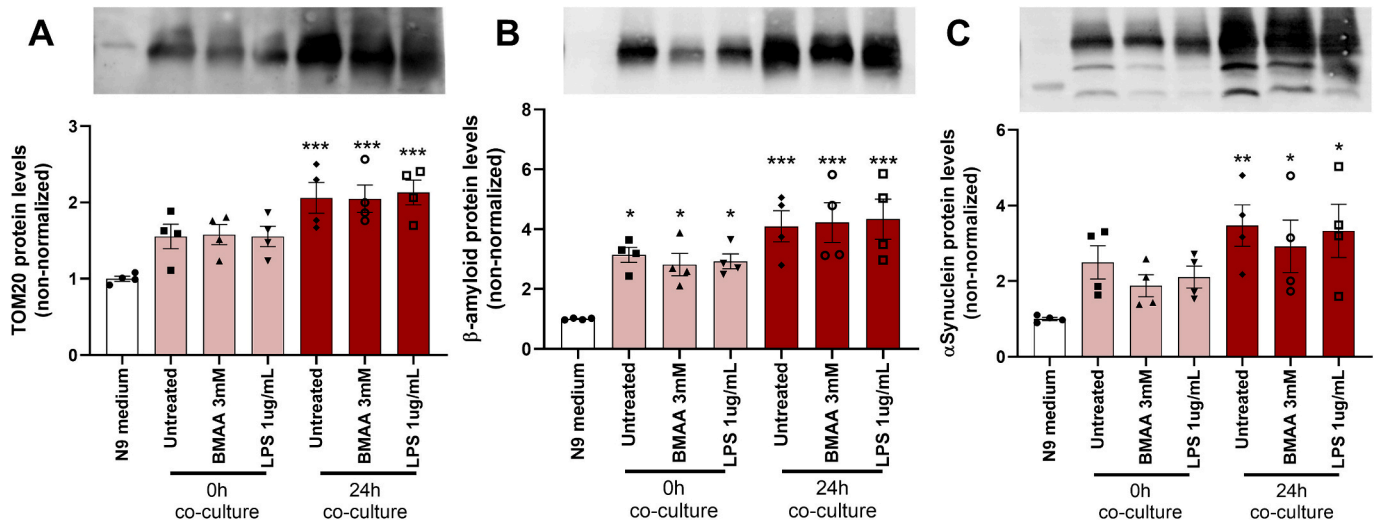 A
TOM20 protein levels
(non-normalized)
3
2
1
0
***
***
***
N9 medium
Untreated
BMAA 3mM
LPS 1ug/mL
Untreated
BMAA 3mM
LPS 1ug/mL
0h
co-culture
24h
co-culture
B
β-amyloid protein levels
(non-normalized)
8
6
4
2
0
*
*
*
***
***
***
N9 medium
Untreated
BMAA 3mM
LPS 1ug/mL
Untreated
BMAA 3mM
LPS 1ug/mL
0h
co-culture
24h
co-culture
C
αSynuclein protein levels
(non-normalized)
6
4
2
0
**
*
*
N9 medium
Untreated
BMAA 3mM
LPS 1ug/mL
Untreated
BMAA 3mM
LPS 1ug/mL
0h
co-culture
24h
co-culture